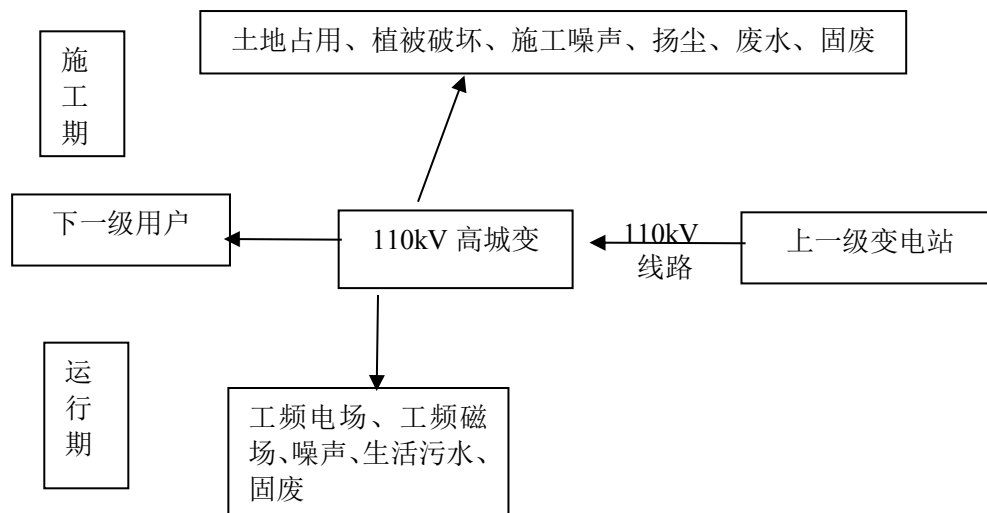 土地占用、植被破坏、施工噪声、扬尘、废水、固废
施
工
期
下一级用户
110kV 高城变
110kV
线路
上一级变电站
运
行
期
工频电场、工频磁
场、噪声、生活污水、
固废